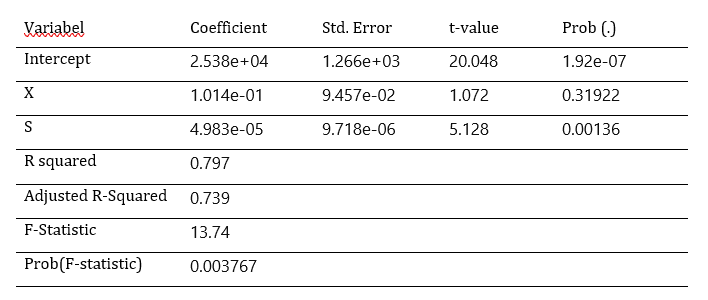 Variabel Coefficient Std. Error t-value Prob (.)
Intercept 2.538e+04 1.266e+03 20.048 1.92e-07
X 1.014e-01 9.457e-02 1.072 0.31922
S 4.983e-05 9.718e-06 5.128 0.00136
R squared 0.797
Adjusted R-Squared 0.739
F-Statistic 13.74
Prob(F-statistic) 0.003767